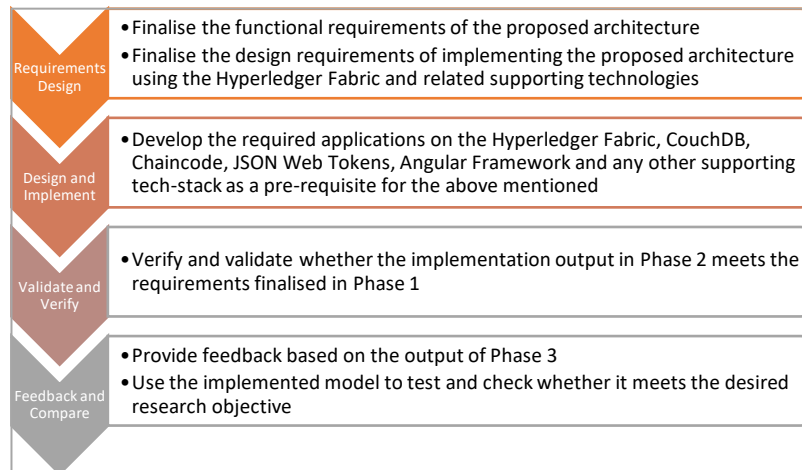 Requirements
Design
•Finalise the functional requirements of the proposed architecture
•Finalise the design requirements of implementing the proposed architecture
using the Hyperledger Fabric and related supporting technologies
Design and
Implement
•Develop the required applications on the Hyperledger Fabric, CouchDB,
Chaincode, JSON Web Tokens, Angular Framework and any other supporting
tech-stack as a pre-requisite for the above mentioned
Validate and
Verify
•Verify and validate whether the implementation output in Phase 2 meets the
requirements finalised in Phase 1
Feedback and
Compare
•Provide feedback based on the output of Phase 3
•Use the implemented model to test and check whether it meets the desired
research objective